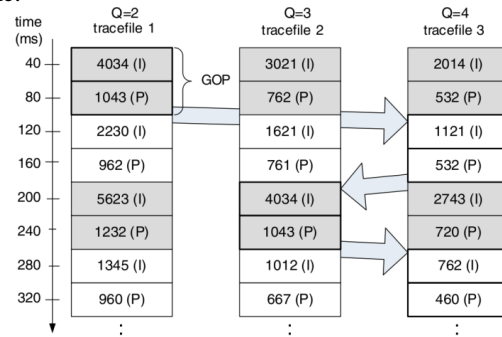 time
(ms)
Q=2
tracefile 1
Q=3
tracefile 2
Q=4
tracefile 3
40
4034 (I)
3021 (I)
2014 (I)
GOP
80
1043 (P)
762 (P)
532 (P)
120
2230 (I)
1621 (I)
1121 (I)
160
962 (P)
761 (P)
532 (P)
200
5623 (I)
4034 (I)
2743 (I)
240
1232 (P)
1043 (P)
720 (P)
280
1345 (I)
1012 (I)
762 (I)
320
960 (P)
667 (P)
460 (P)
:
:
: